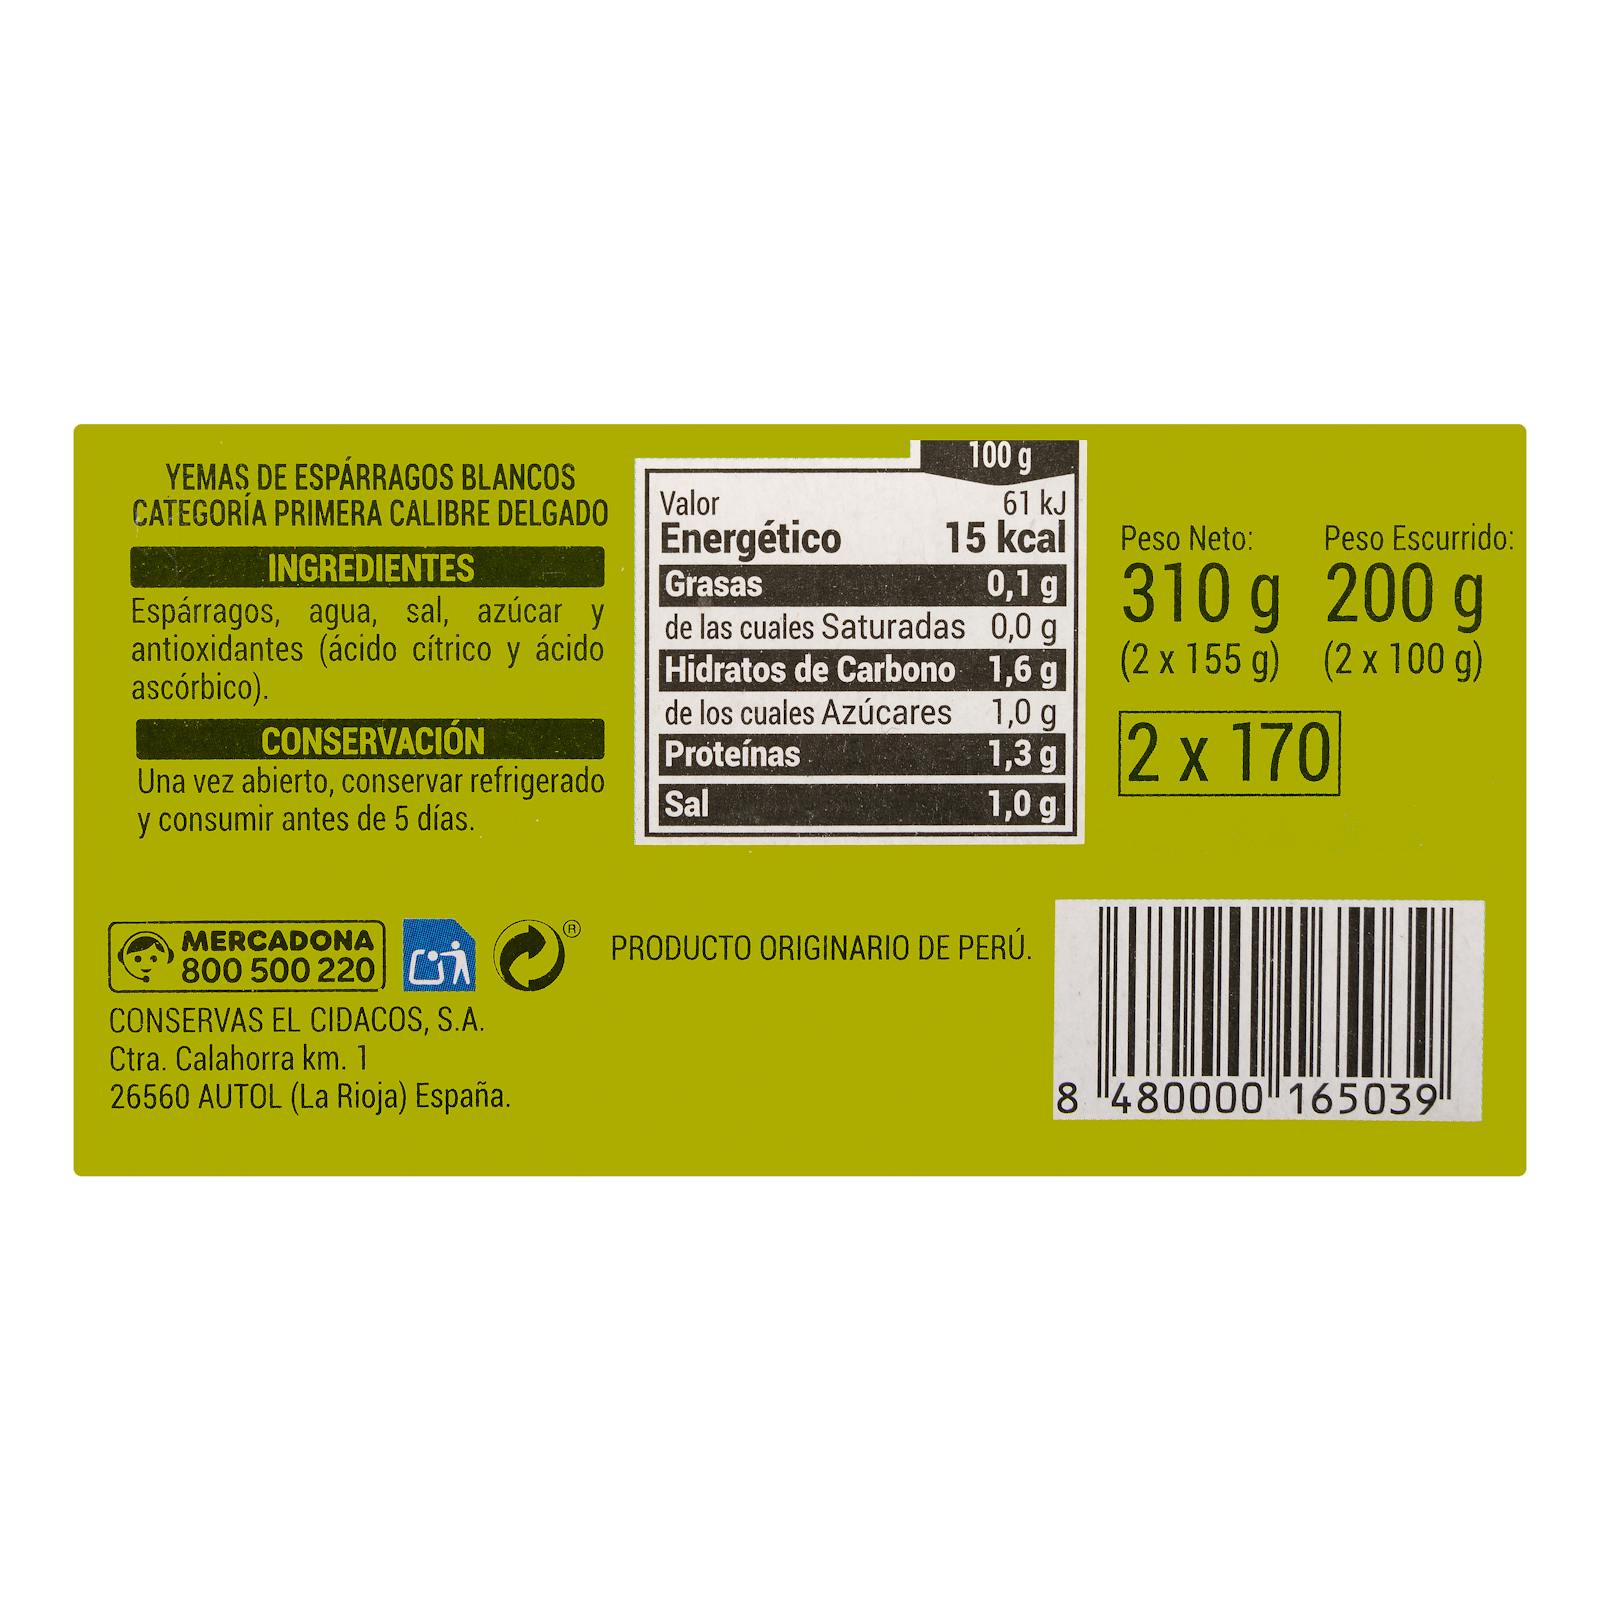 YEMAS DE ESPÁRRAGOS BLANCOS
CATEGORÍA PRIMERA CALIBRE DELGADO
INGREDIENTES
Espárragos, agua, sal, azúcar y
antioxidantes (ácido cítrico y ácido
ascórbico).
CONSERVACIÓN
Una vez abierto, conservar refrigerado
y consumir antes de 5 días.
100 g
Valor 61 kJ
Energético 15 kcal
Grasas 0,1 g
de las cuales Saturadas 0,0 g
Hidratos de Carbono 1,6 g
de los cuales Azúcares 1,0 g
Proteínas 1,3 g
Sal 1,0 g
Peso Neto:
310 g
(2 x 155 g)
Peso Escurrido:
200 g
(2 x 100 g)
2 x 170
MERCADONA
800 500 220
®
CONSERVAS EL CIDACOS, S.A.
Ctra. Calahorra km. 1
26560 AUTOL (La Rioja) España.
PRODUCTO ORIGINARIO DE PERÚ.
8 480000 165039